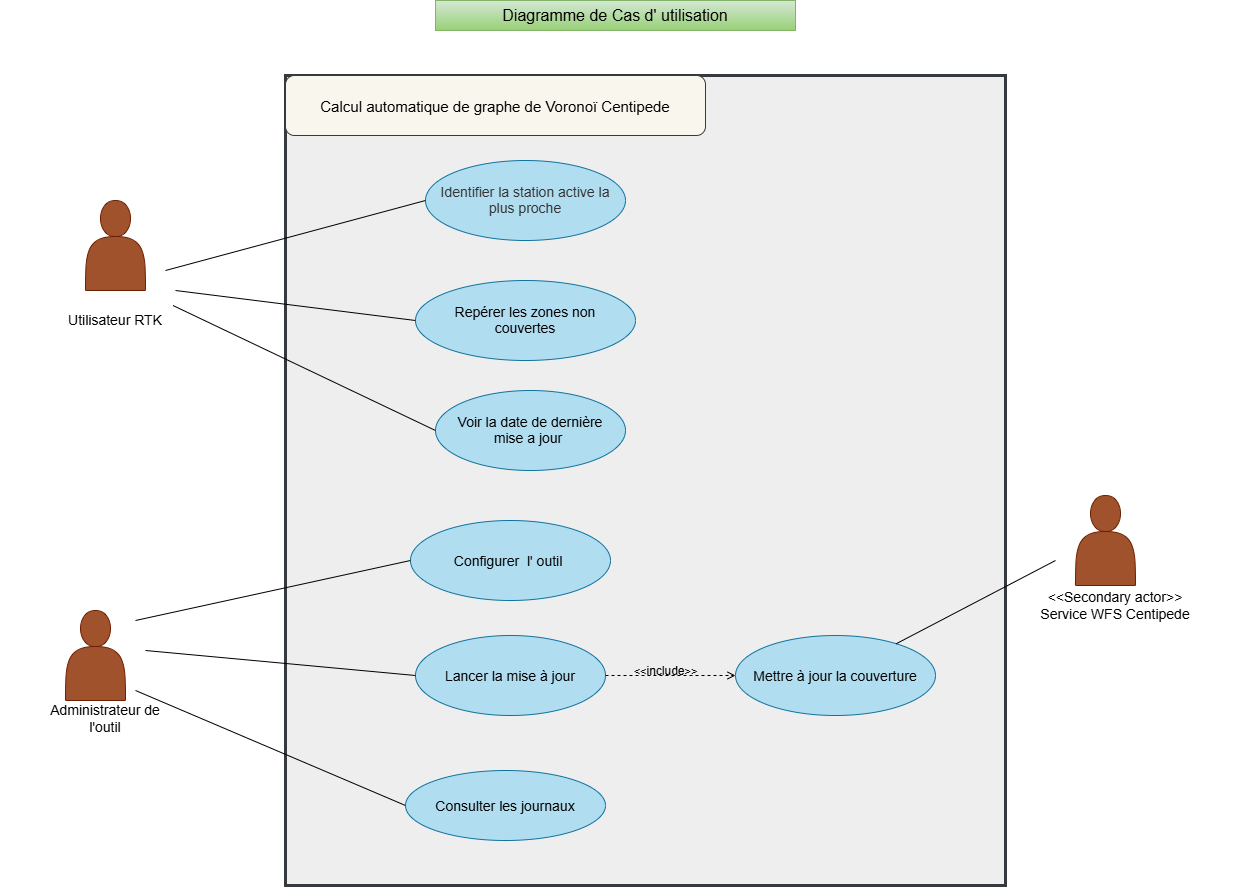 Diagramme de Cas d' utilisation
Calcul automatique de graphe de Voronoï Centipede
Identifier la station active la
plus proche
Utilisateur RTK
Repérer les zones non
couvertes
Voir la date de dernière
mise a jour
Configurer l' outil
<<Secondary actor>>
Service WFS Centipede
Lancer la mise à jour
<<include>>
Mettre à jour la couverture
Administrateur de
l'outil
Consulter les journaux